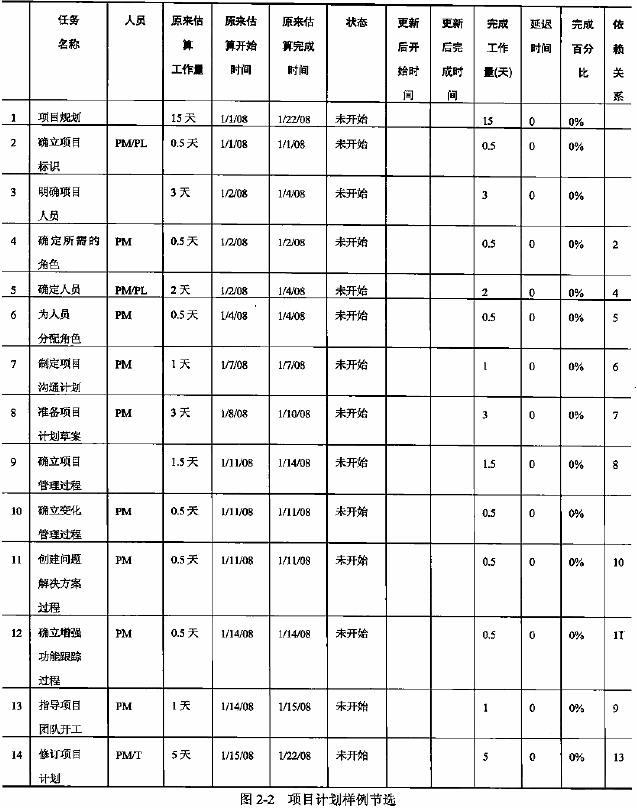 任务名称 人员 原来估算工作量 原来估算开始时间 原来估算完成时间 状态 更新后开始时间 更新后完成时间 完成工作量(天) 延迟时间 完成百分比 依赖关系
1 项目规划 15 天 1/1/08 1/22/08 未开始 15 0 0%
2 确立项目标识 PM/PL 0.5 天 1/1/08 1/1/08 未开始 0.5 0 0%
3 明确项目人员 3 天 1/2/08 1/4/08 未开始 3 0 0%
4 确定所需的角色 PM 0.5 天 1/2/08 1/2/08 未开始 0.5 0 0% 2
5 确定人员 PM/PL 2 天 1/2/08 1/4/08 未开始 2 0 0% 4
6 为人员分配角色 PM 0.5 天 1/4/08 1/4/08 未开始 0.5 0 0% 5
7 制定项目沟通计划 PM 1 天 1/7/08 1/7/08 未开始 1 0 0% 6
8 准备项目计划草案 PM 3 天 1/8/08 1/10/08 未开始 3 0 0% 7
9 确立项目管理过程 1.5 天 1/11/08 1/14/08 未开始 1.5 0 0% 8
10 确立变化管理过程 PM 0.5 天 1/11/08 1/11/08 未开始 0.5 0 0%
11 创建问题解决方案过程 PM 0.5 天 1/11/08 1/11/08 未开始 0.5 0 0% 10
12 确立增强功能跟踪过程 PM 0.5 天 1/14/08 1/14/08 未开始 0.5 0 0% 11
13 指导项目团队开工 PM 1 天 1/14/08 1/15/08 未开始 1 0 0% 9
14 修订项目计划 PM/T 5 天 1/15/08 1/22/08 未开始 5 0 0% 13
图 2-2 项目计划样例节选